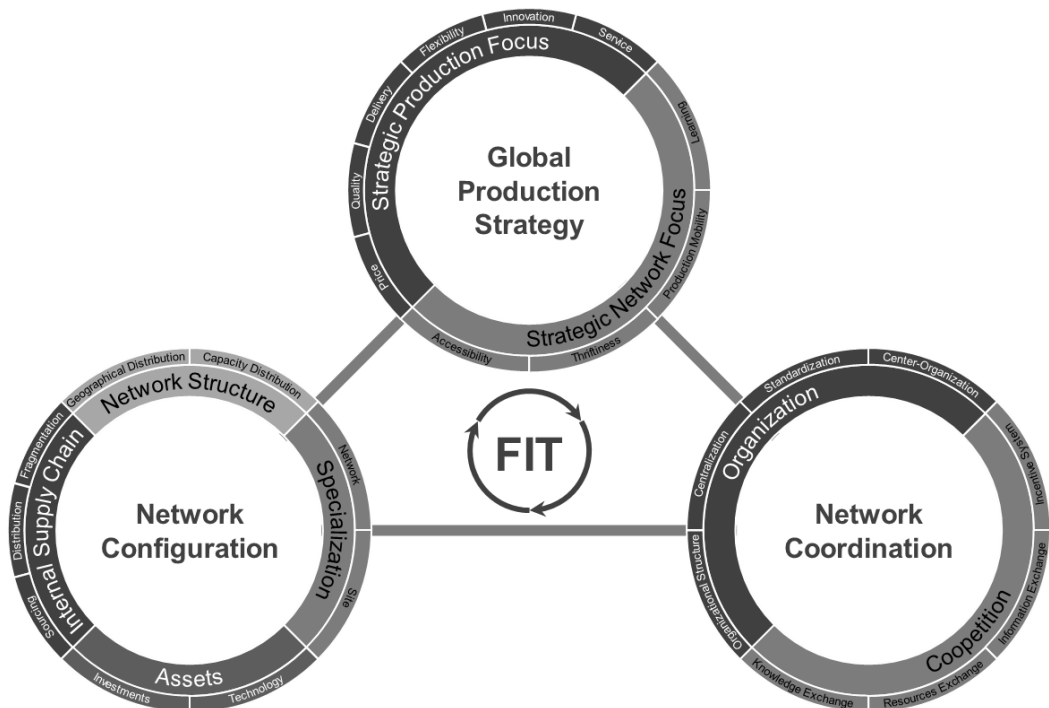 Innovation
Flexibility
Service
Delivery
Strategic Production Focus
Quality
Price
Learning
Production Mobility
Strategic Network Focus
Thriftiness
Accessibility
Global
Production
Strategy
Geographical Distribution
Capacity Distribution
Network Structure
Fragmentation
Distribution
Sourcing
Internal Supply Chain
Network
Site
Specialization
Network
Configuration
Assets
Investments
Technology
FIT
Standardization
Center-Organization
Centralization
Organization
Organizational Structure
Incentive System
Information Exchange
Resources Exchange
Knowledge Exchange
Coopetition
Network
Coordination